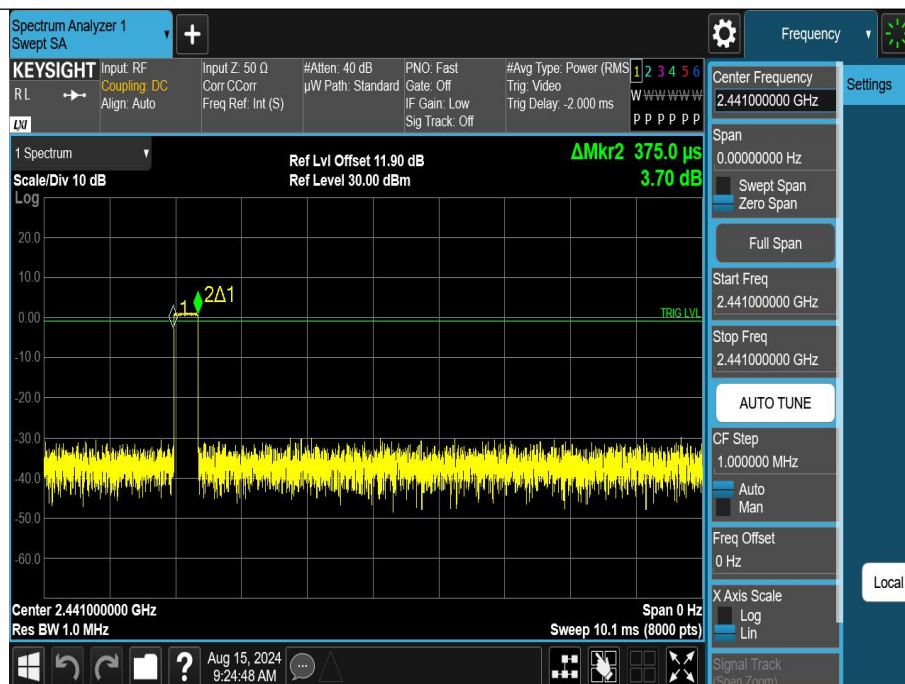 Spectrum Analyzer 1
Swept SA
+
Frequency
KEYSIGHT
RL
LXI
Input: RF
Coupling: DC
Align: Auto
Input Z: 50 Ω
Corr CCorr
Freq Ref: Int (S)
#Atten: 40 dB
µW Path: Standard
PNO: Fast
Gate: Off
IF Gain: Low
Sig Track: Off
#Avg Type: Power (RMS
Trig: Video
Trig Delay: -2.000 ms
1 2 3 4 5 6
W W W W W W
P P P P P P
1 Spectrum
Scale/Div 10 dB
Ref Lvl Offset 11.90 dB
Ref Level 30.00 dBm
ΔMkr2 375.0 µs
3.70 dB
Log
20.0
10.0
0.00
-10.0
-20.0
-30.0
-40.0
-50.0
-60.0
1
2Δ1
TRIG LVL
Center 2.441000000 GHz
Res BW 1.0 MHz
Span 0 Hz
Sweep 10.1 ms (8000 pts)
Center Frequency
2.441000000 GHz
Settings
Span
0.00000000 Hz
Swept Span
Zero Span
Full Span
Start Freq
2.441000000 GHz
Stop Freq
2.441000000 GHz
AUTO TUNE
CF Step
1.000000 MHz
Auto
Man
Freq Offset
0 Hz
Local
X Axis Scale
Log
Lin
Signal Track
(Span Zoom)
?
Aug 15, 2024
9:24:48 AM